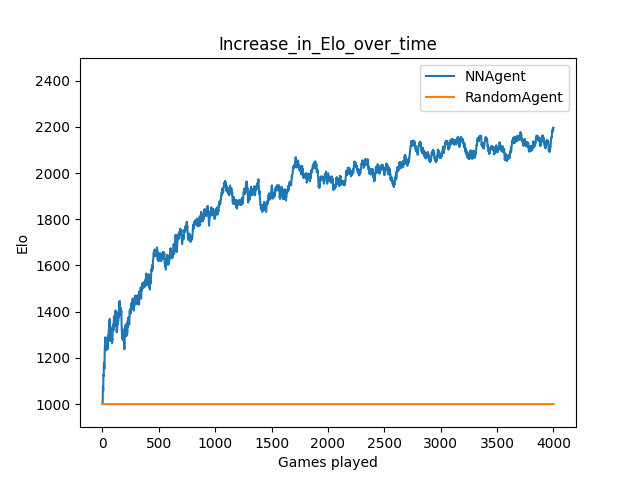 Increase_in_Elo_over_time
NNAgent
RandomAgent
2400
2200
2000
1800
1600
1400
1200
1000
Elo
0 500 1000 1500 2000 2500 3000 3500 4000
Games played